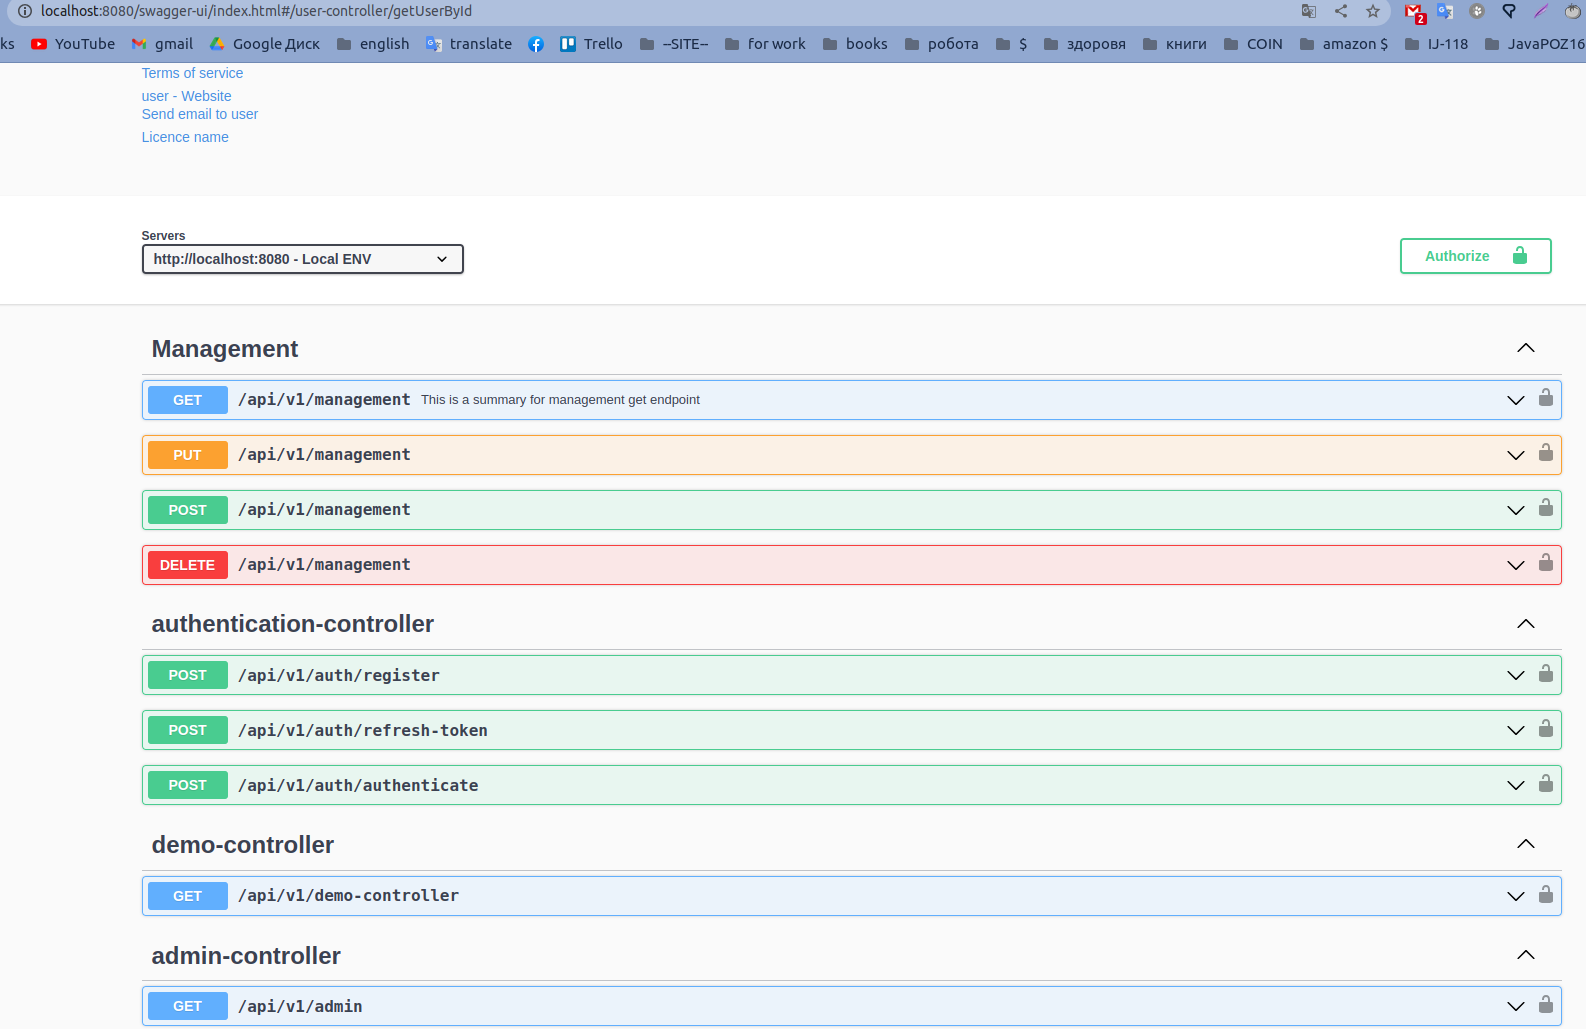 localhost:8080/swagger-ui/index.html#/user-controller/getUserById
2
ks YouTube gmail Google Диск english translate Trello --SITE-- for work books робота $ здоровя книги COIN amazon $ IJ-118 JavaPOZ16
Terms of service
user - Website
Send email to user
Licence name
Servers
http://localhost:8080 - Local ENV
Authorize
Management
GET /api/v1/management This is a summary for management get endpoint
PUT /api/v1/management
POST /api/v1/management
DELETE /api/v1/management
authentication-controller
POST /api/v1/auth/register
POST /api/v1/auth/refresh-token
POST /api/v1/auth/authenticate
demo-controller
GET /api/v1/demo-controller
admin-controller
GET /api/v1/admin